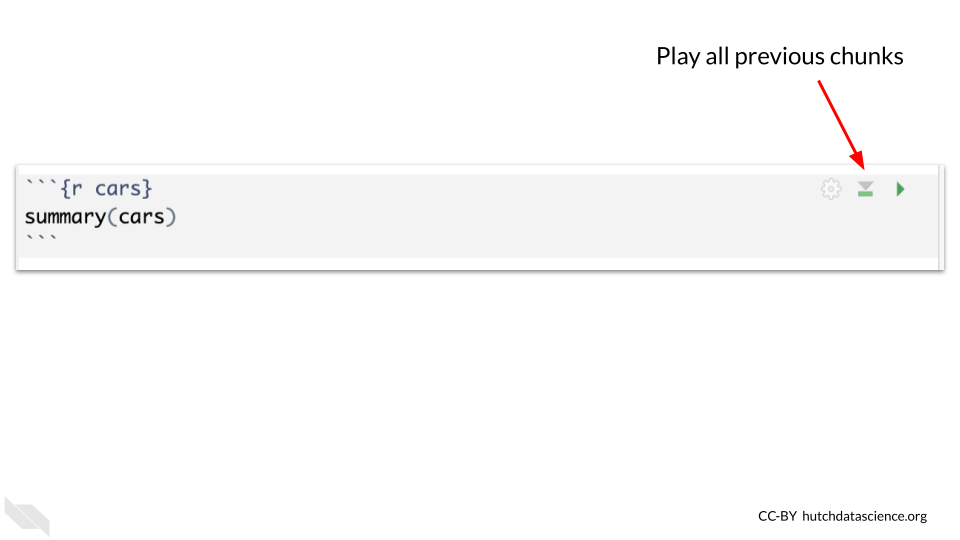 Play all previous chunks
```{r cars}
summary(cars)
```
CC-BY hutchdatascience.org